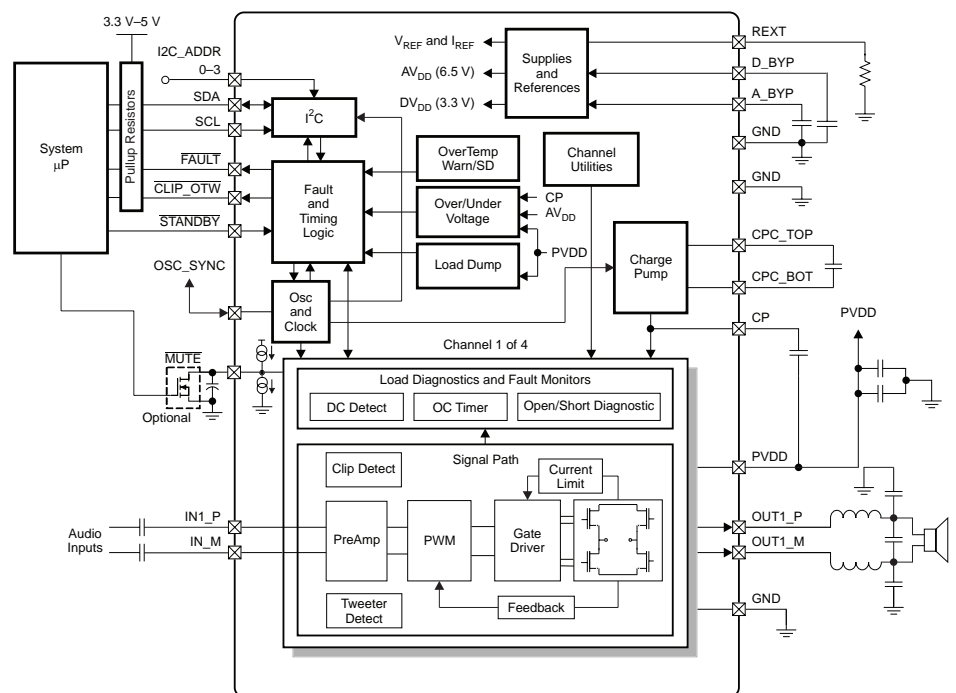 3.3 V–5 V
I2C_ADDR
0–3
SDA
SCL
FAULT
CLIP_OTW
STANDBY
OSC_SYNC
MUTE
Optional
System
µP
Pullup Resistors
I²C
Fault
and
Timing
Logic
Osc
and
Clock
OverTemp
Warn/SD
Over/Under
Voltage
Load Dump
CP
AVDD
PVDD
Channel
Utilities
VREF and IREF
AVDD (6.5 V)
DVDD (3.3 V)
Supplies
and
References
Charge
Pump
REXT
D_BYP
A_BYP
GND
GND
CPC_TOP
CPC_BOT
CP
PVDD
Channel 1 of 4
Load Diagnostics and Fault Monitors
DC Detect
OC Timer
Open/Short Diagnostic
Signal Path
Clip Detect
Current
Limit
PreAmp
PWM
Gate
Driver
Tweeter
Detect
Feedback
Audio
Inputs
IN1_P
IN_M
PVDD
OUT1_P
OUT1_M
GND